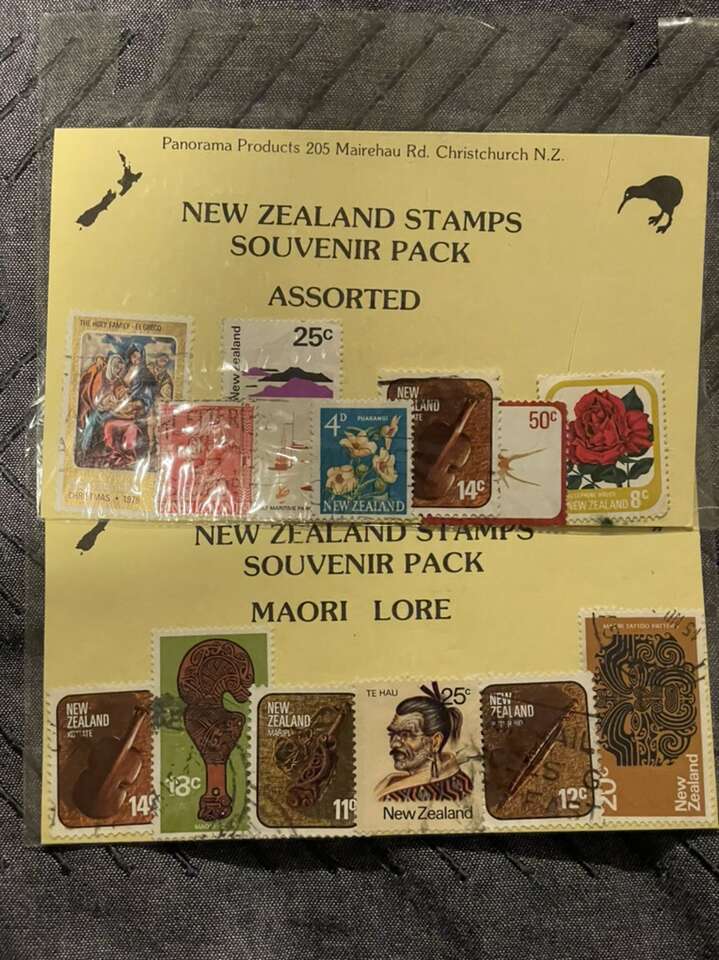 Panorama Products 205 Mairehau Rd. Christchurch N.Z.
NEW ZEALAND STAMPS
SOUVENIR PACK
ASSORTED
THE HOLY FAMILY - EL GRECO
CHRISTMAS • 1978
25c
New Zealand
4D
PUARANGI
NEW ZEALAND
NEW
ZEALAND
14c
50c
NEW ZEALAND 8c
NEW ZEALAND STAMPS
SOUVENIR PACK
MAORI LORE
NEW
ZEALAND
KOTIATE
14c
18c
NEW
ZEALAND
MARIPI
11c
TE HAU
25c
New Zealand
NEW
ZEALAND
12c
MAORI TATTOO PATTERN
20c
New
Zealand